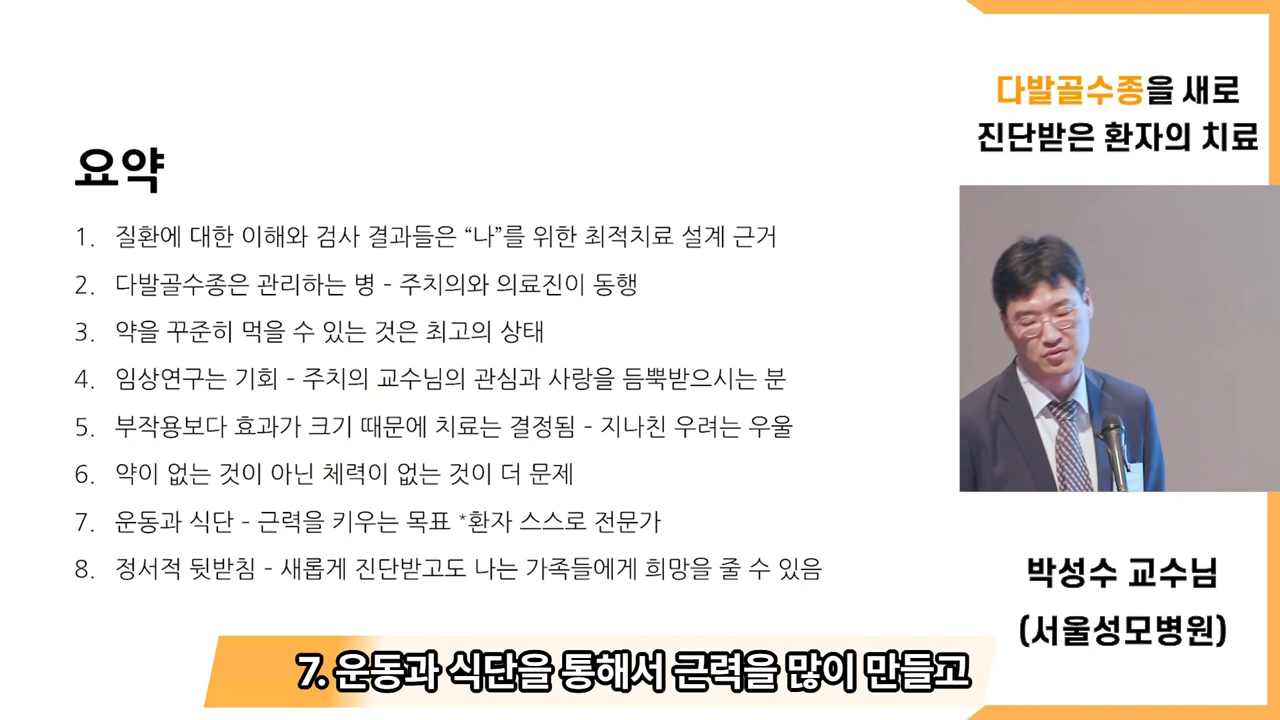 다발골수종을 새로
진단받은 환자의 치료
요약
1. 질환에 대한 이해와 검사 결과들은 “나”를 위한 최적치료 설계 근거
2. 다발골수종은 관리하는 병 - 주치의와 의료진이 동행
3. 약을 꾸준히 먹을 수 있는 것은 최고의 상태
4. 임상연구는 기회 - 주치의 교수님의 관심과 사랑을 듬뿍받으시는 분
5. 부작용보다 효과가 크기 때문에 치료는 결정됨 - 지나친 우려는 우울
6. 약이 없는 것이 아닌 체력이 없는 것이 더 문제
7. 운동과 식단 - 근력을 키우는 목표 *환자 스스로 전문가
8. 정서적 뒷받침 - 새롭게 진단받고도 나는 가족들에게 희망을 줄 수 있음
박성수 교수님
(서울성모병원)
7. 운동과 식단을 통해서 근력을 많이 만들고